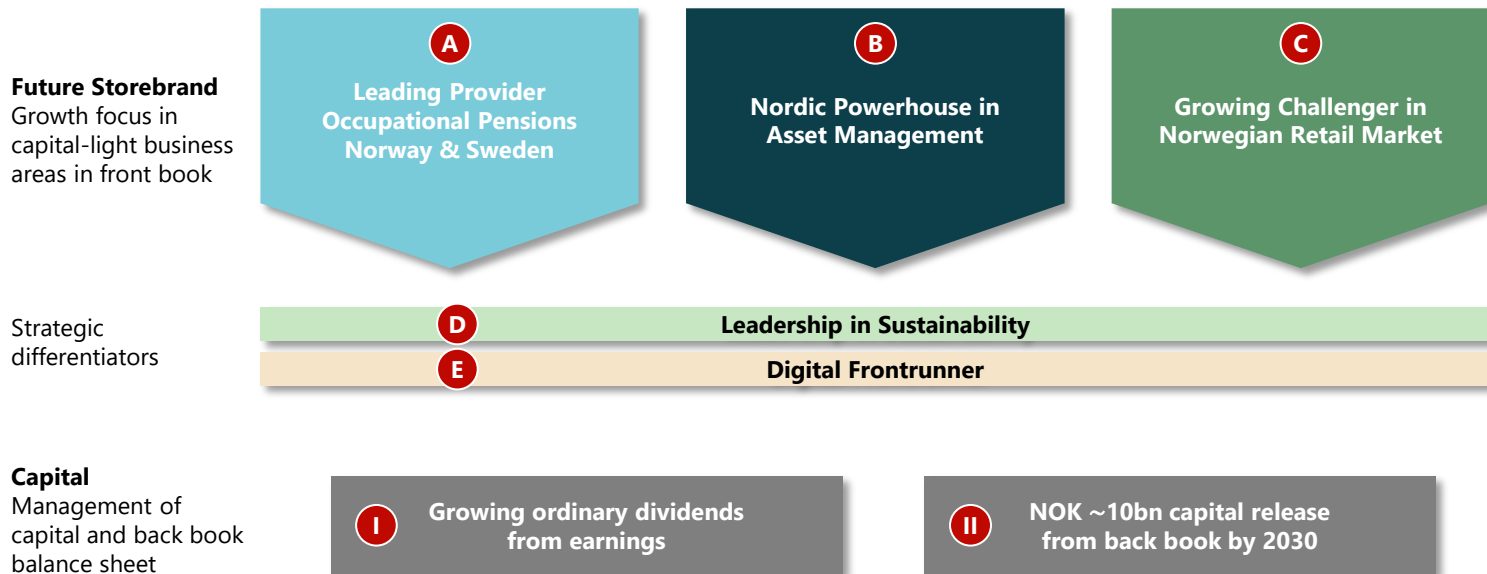 Future Storebrand
Growth focus in
capital-light business
areas in front book
A
Leading Provider
Occupational Pensions
Norway & Sweden
B
Nordic Powerhouse in
Asset Management
C
Growing Challenger in
Norwegian Retail Market
Strategic
differentiators
D
Leadership in Sustainability
E
Digital Frontrunner
Capital
Management of
capital and back book
balance sheet
I
Growing ordinary dividends
from earnings
II
NOK ~10bn capital release
from back book by 2030